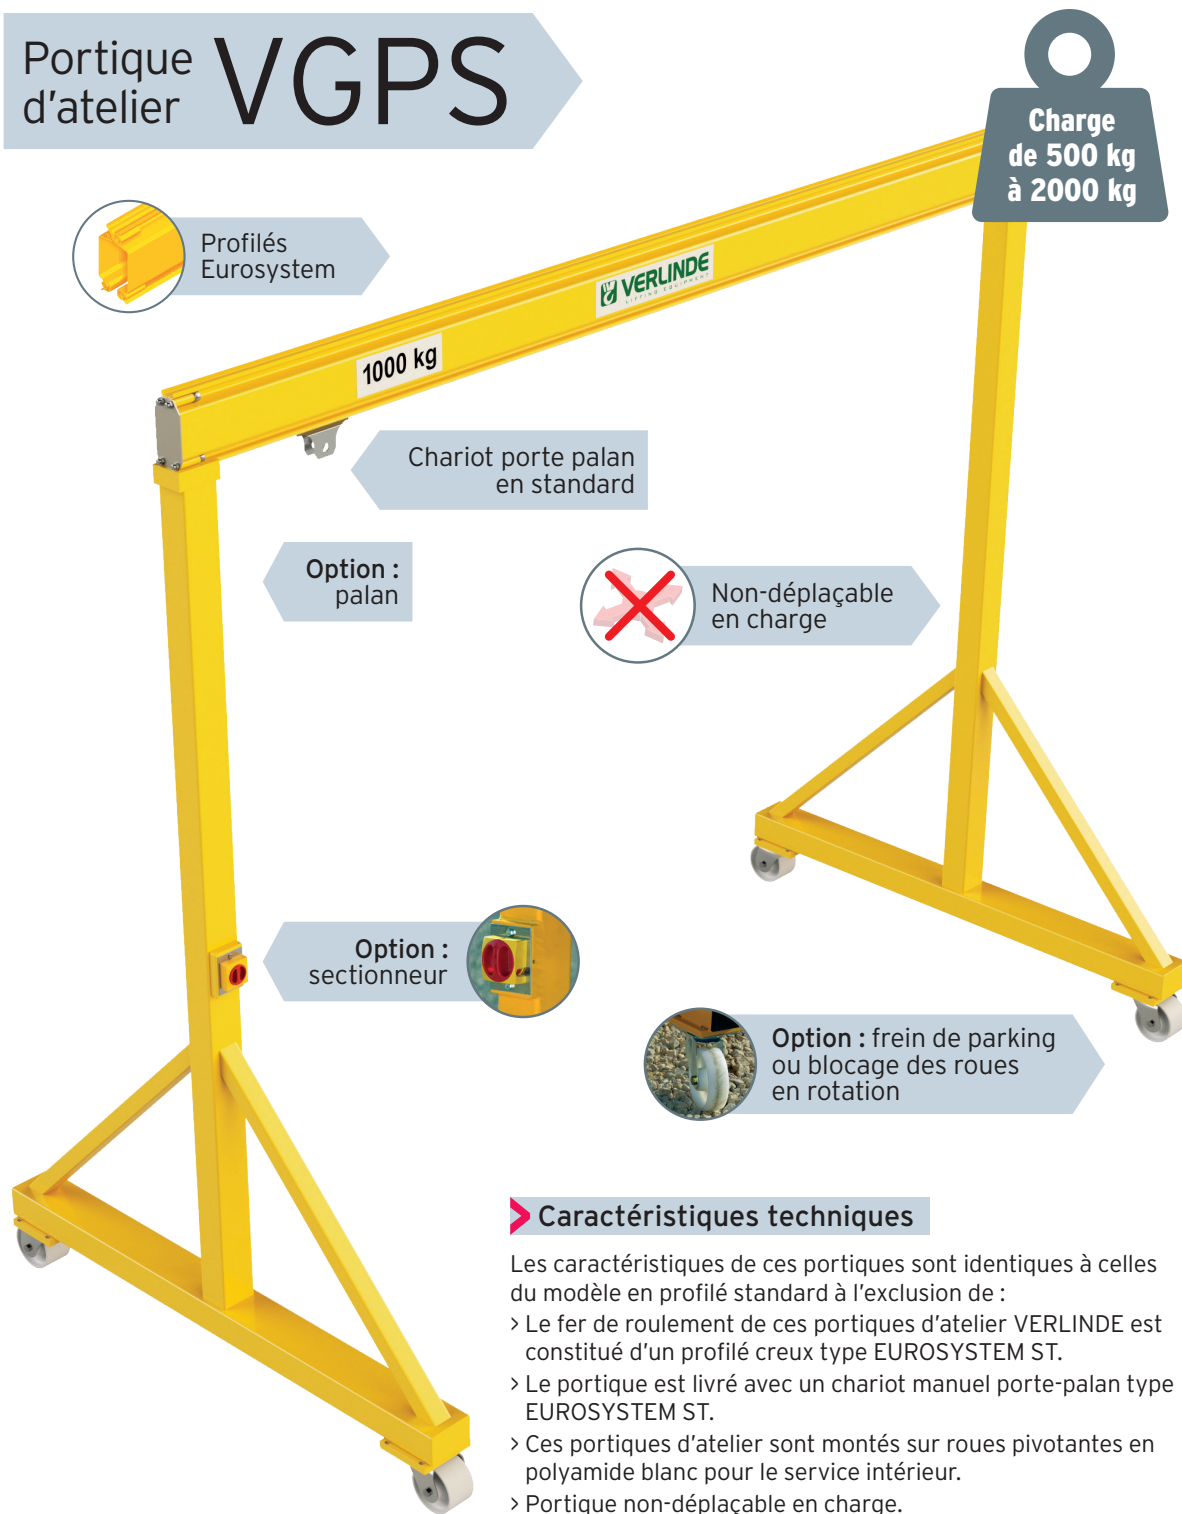 Portique
d'atelier
VGPS
Charge
de 500 kg
à 2000 kg
Profilés
Eurosystem
VERLINDE
LIFTING EQUIPMENT
1000 kg
Chariot porte palan
en standard
Option :
palan
Non-déplaçable
en charge
Option :
sectionneur
Option : frein de parking
ou blocage des roues
en rotation
Caractéristiques techniques
Les caractéristiques de ces portiques sont identiques à celles
du modèle en profilé standard à l'exclusion de :
> Le fer de roulement de ces portiques d'atelier VERLINDE est
constitué d'un profilé creux type EUROSYSTEM ST.
> Le portique est livré avec un chariot manuel porte-palan type
EUROSYSTEM ST.
> Ces portiques d'atelier sont montés sur roues pivotantes en
polyamide blanc pour le service intérieur.
> Portique non-déplaçable en charge.